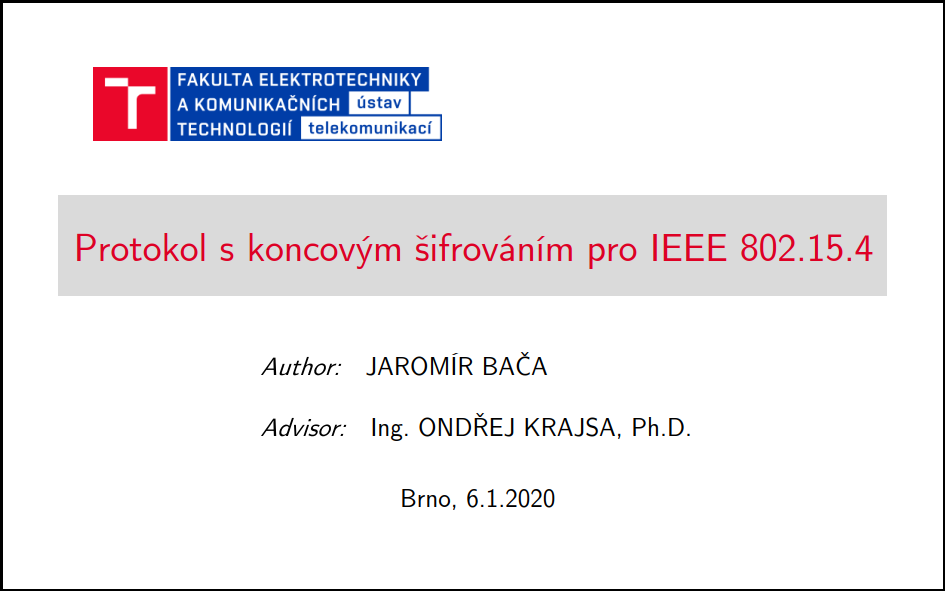 FAKULTA ELEKTROTECHNIKY
A KOMUNIKAČNÍCH ústav
TECHNOLOGIÍ telekomunikací
Protokol s koncovým šifrováním pro IEEE 802.15.4
Author: JAROMÍR BAČA
Advisor: Ing. ONDŘEJ KRAJSA, Ph.D.
Brno, 6.1.2020